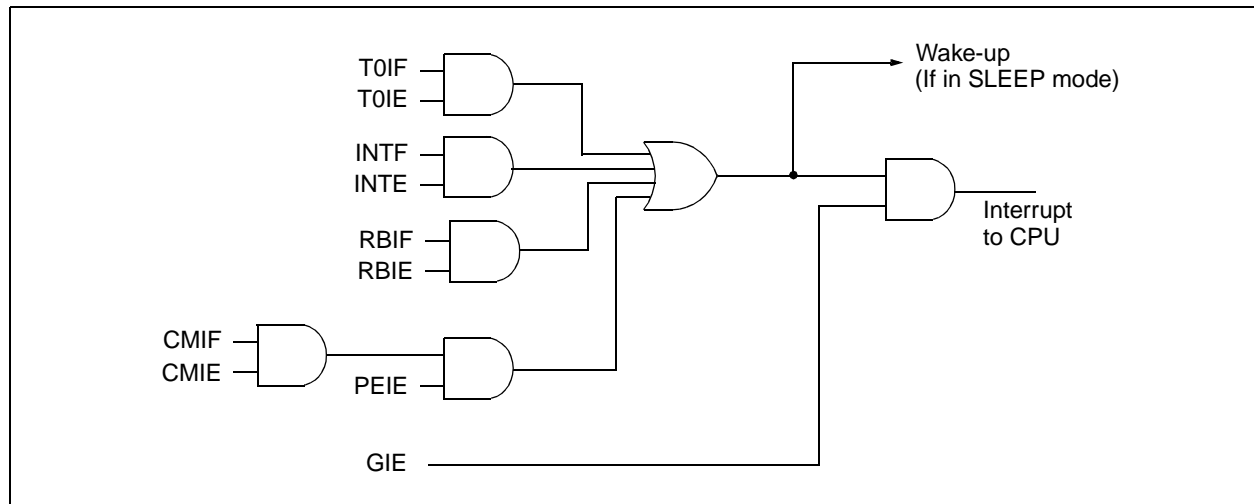 T0IF
T0IE
INTF
INTE
RBIF
RBIE
CMIF
CMIE
PEIE
GIE
Wake-up
(If in SLEEP mode)
Interrupt
to CPU